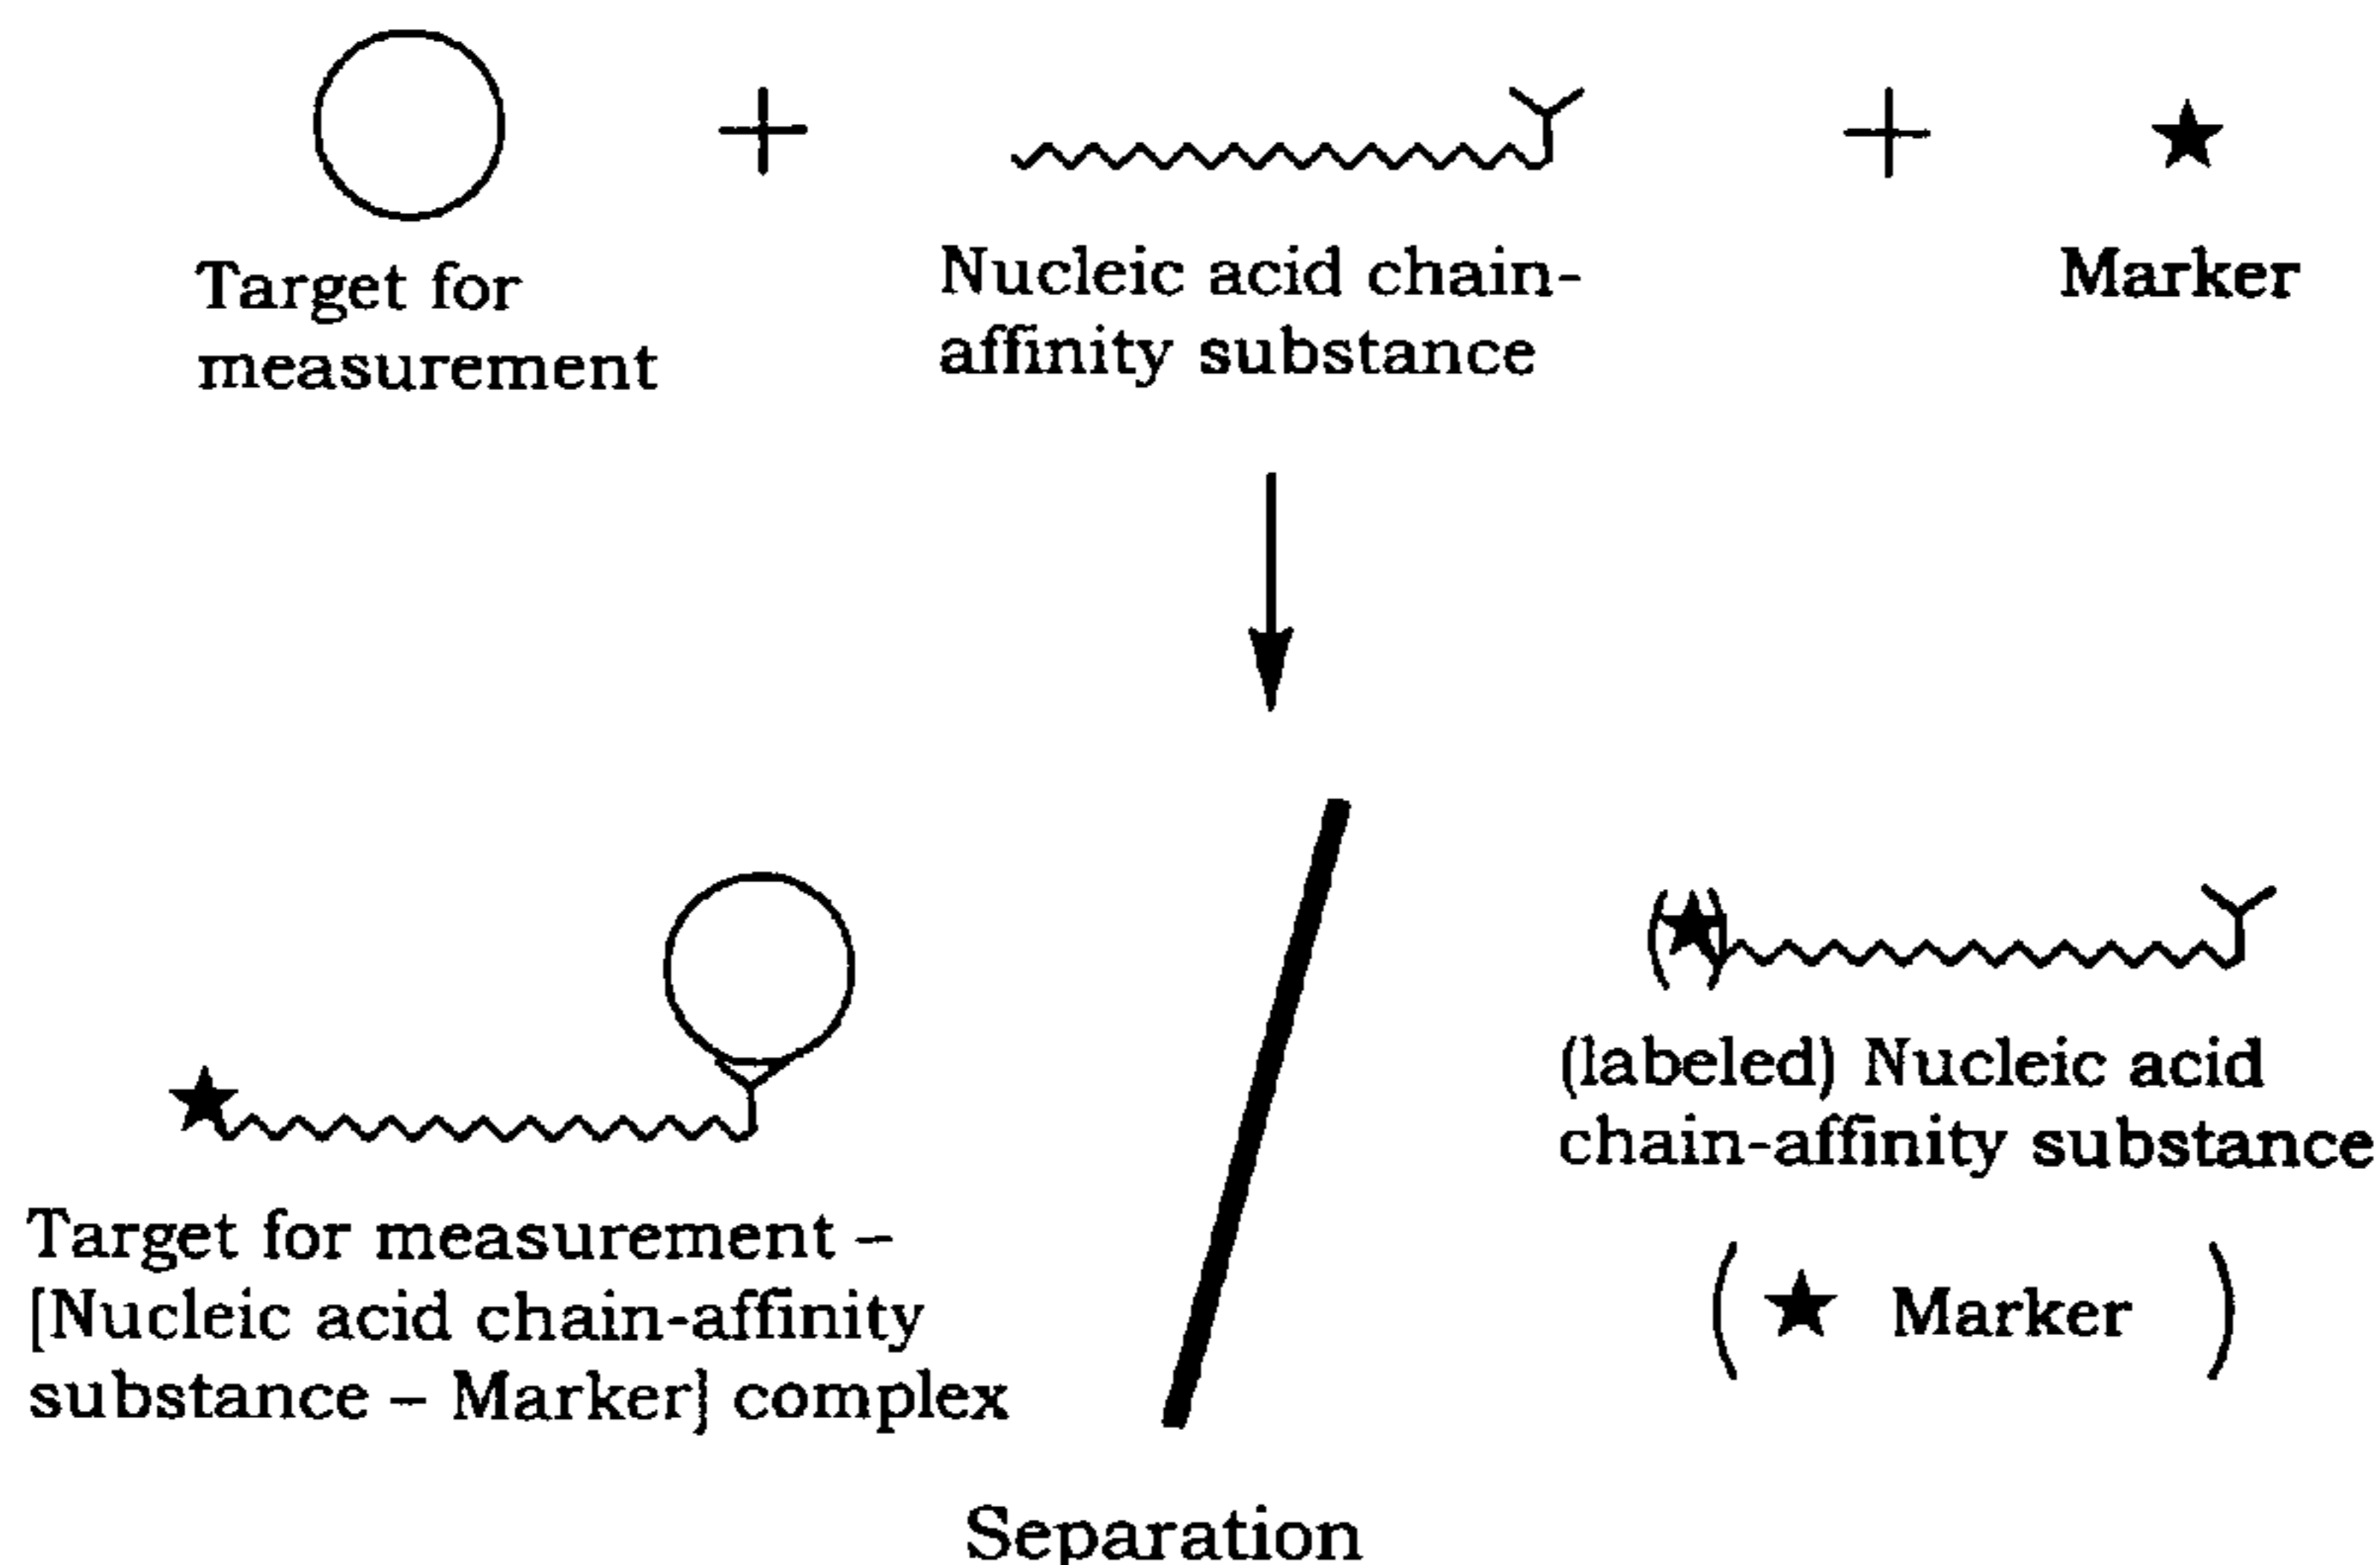 Target for
measurement
Nucleic acid chain-
affinity substance
Marker
(labeled) Nucleic acid
chain-affinity substance
Target for measurement –
[Nucleic acid chain-affinity
substance – Marker] complex
( ★ Marker )
Separation